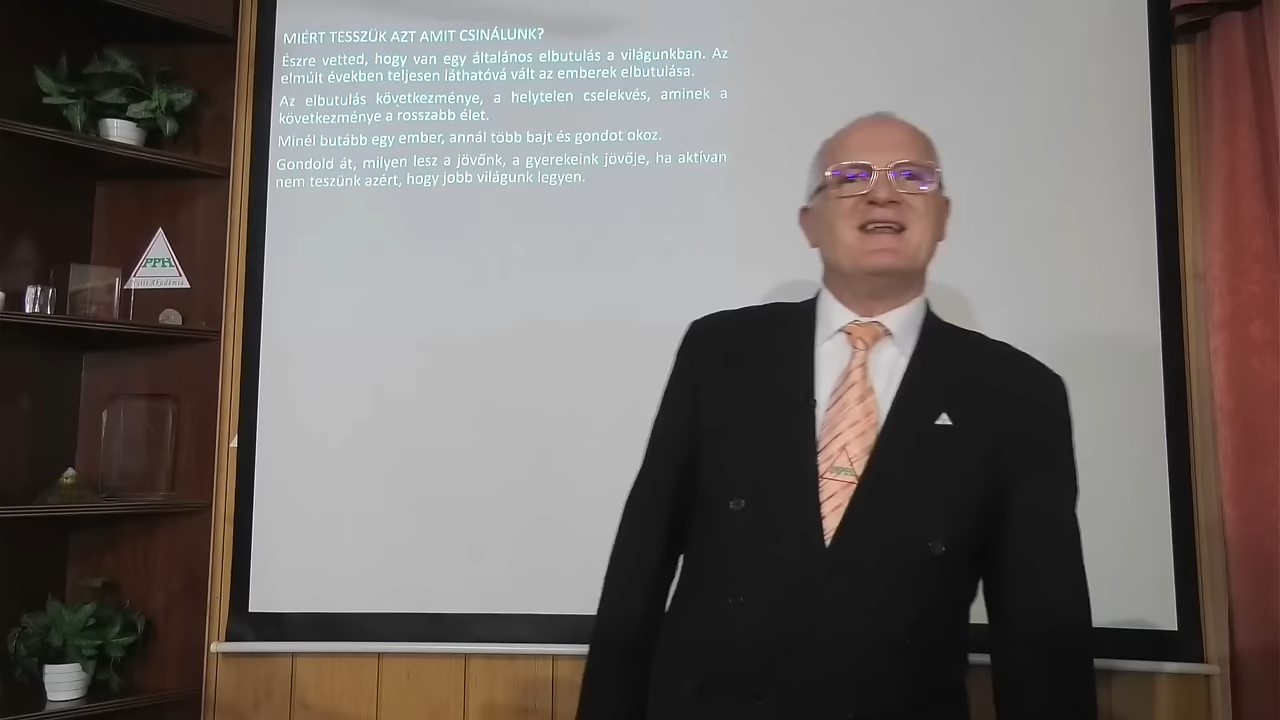 MIÉRT TESSZÜK AZT AMIT CSINÁLUNK?
Észre vetted, hogy van egy általános elbutulás a világunkban. Az
elmúlt években teljesen láthatóvá vált az emberek elbutulása.
Az elbutulás következménye, a helytelen cselekvés, aminek a
következménye a rosszabb élet.
Minél butább egy ember, annál több bajt és gondot okoz.
Gondold át, milyen lesz a jövőnk, a gyerekeink jövője, ha aktívan
nem teszünk azért, hogy jobb világunk legyen.
PPH
Nyílt Akadémia
PPH